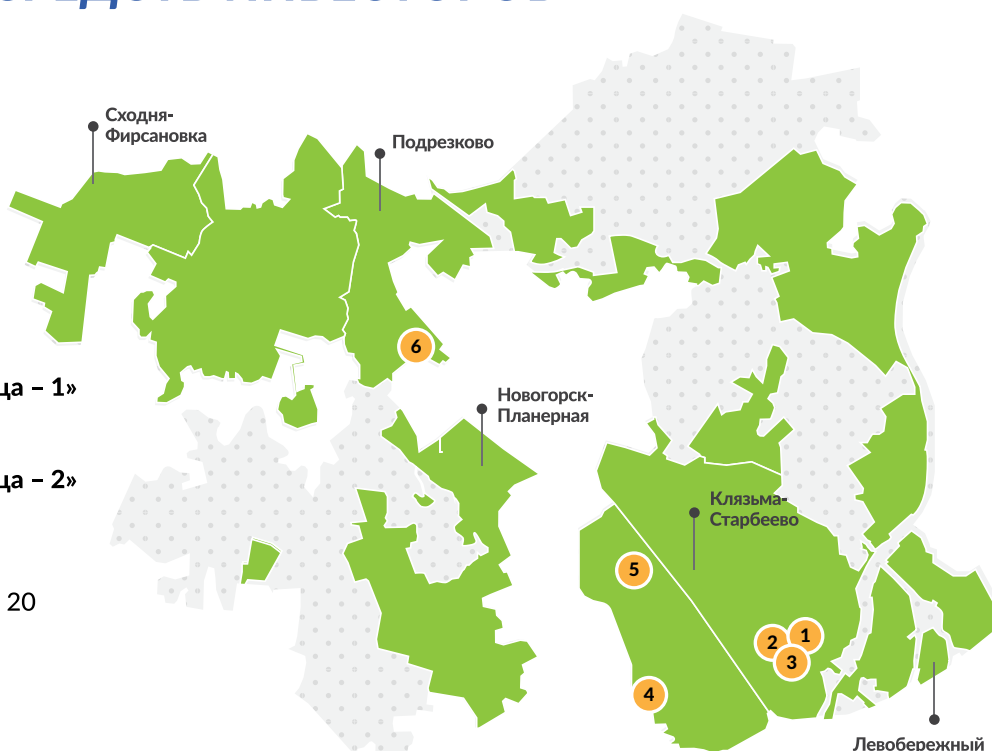 Сходня-
Фирсановка
Подрезково
6
ца – 1»
Новогорск-
Планерная
ца – 2»
Клязьма-
Старбеево
5
20
2
1
3
4
Левобережный